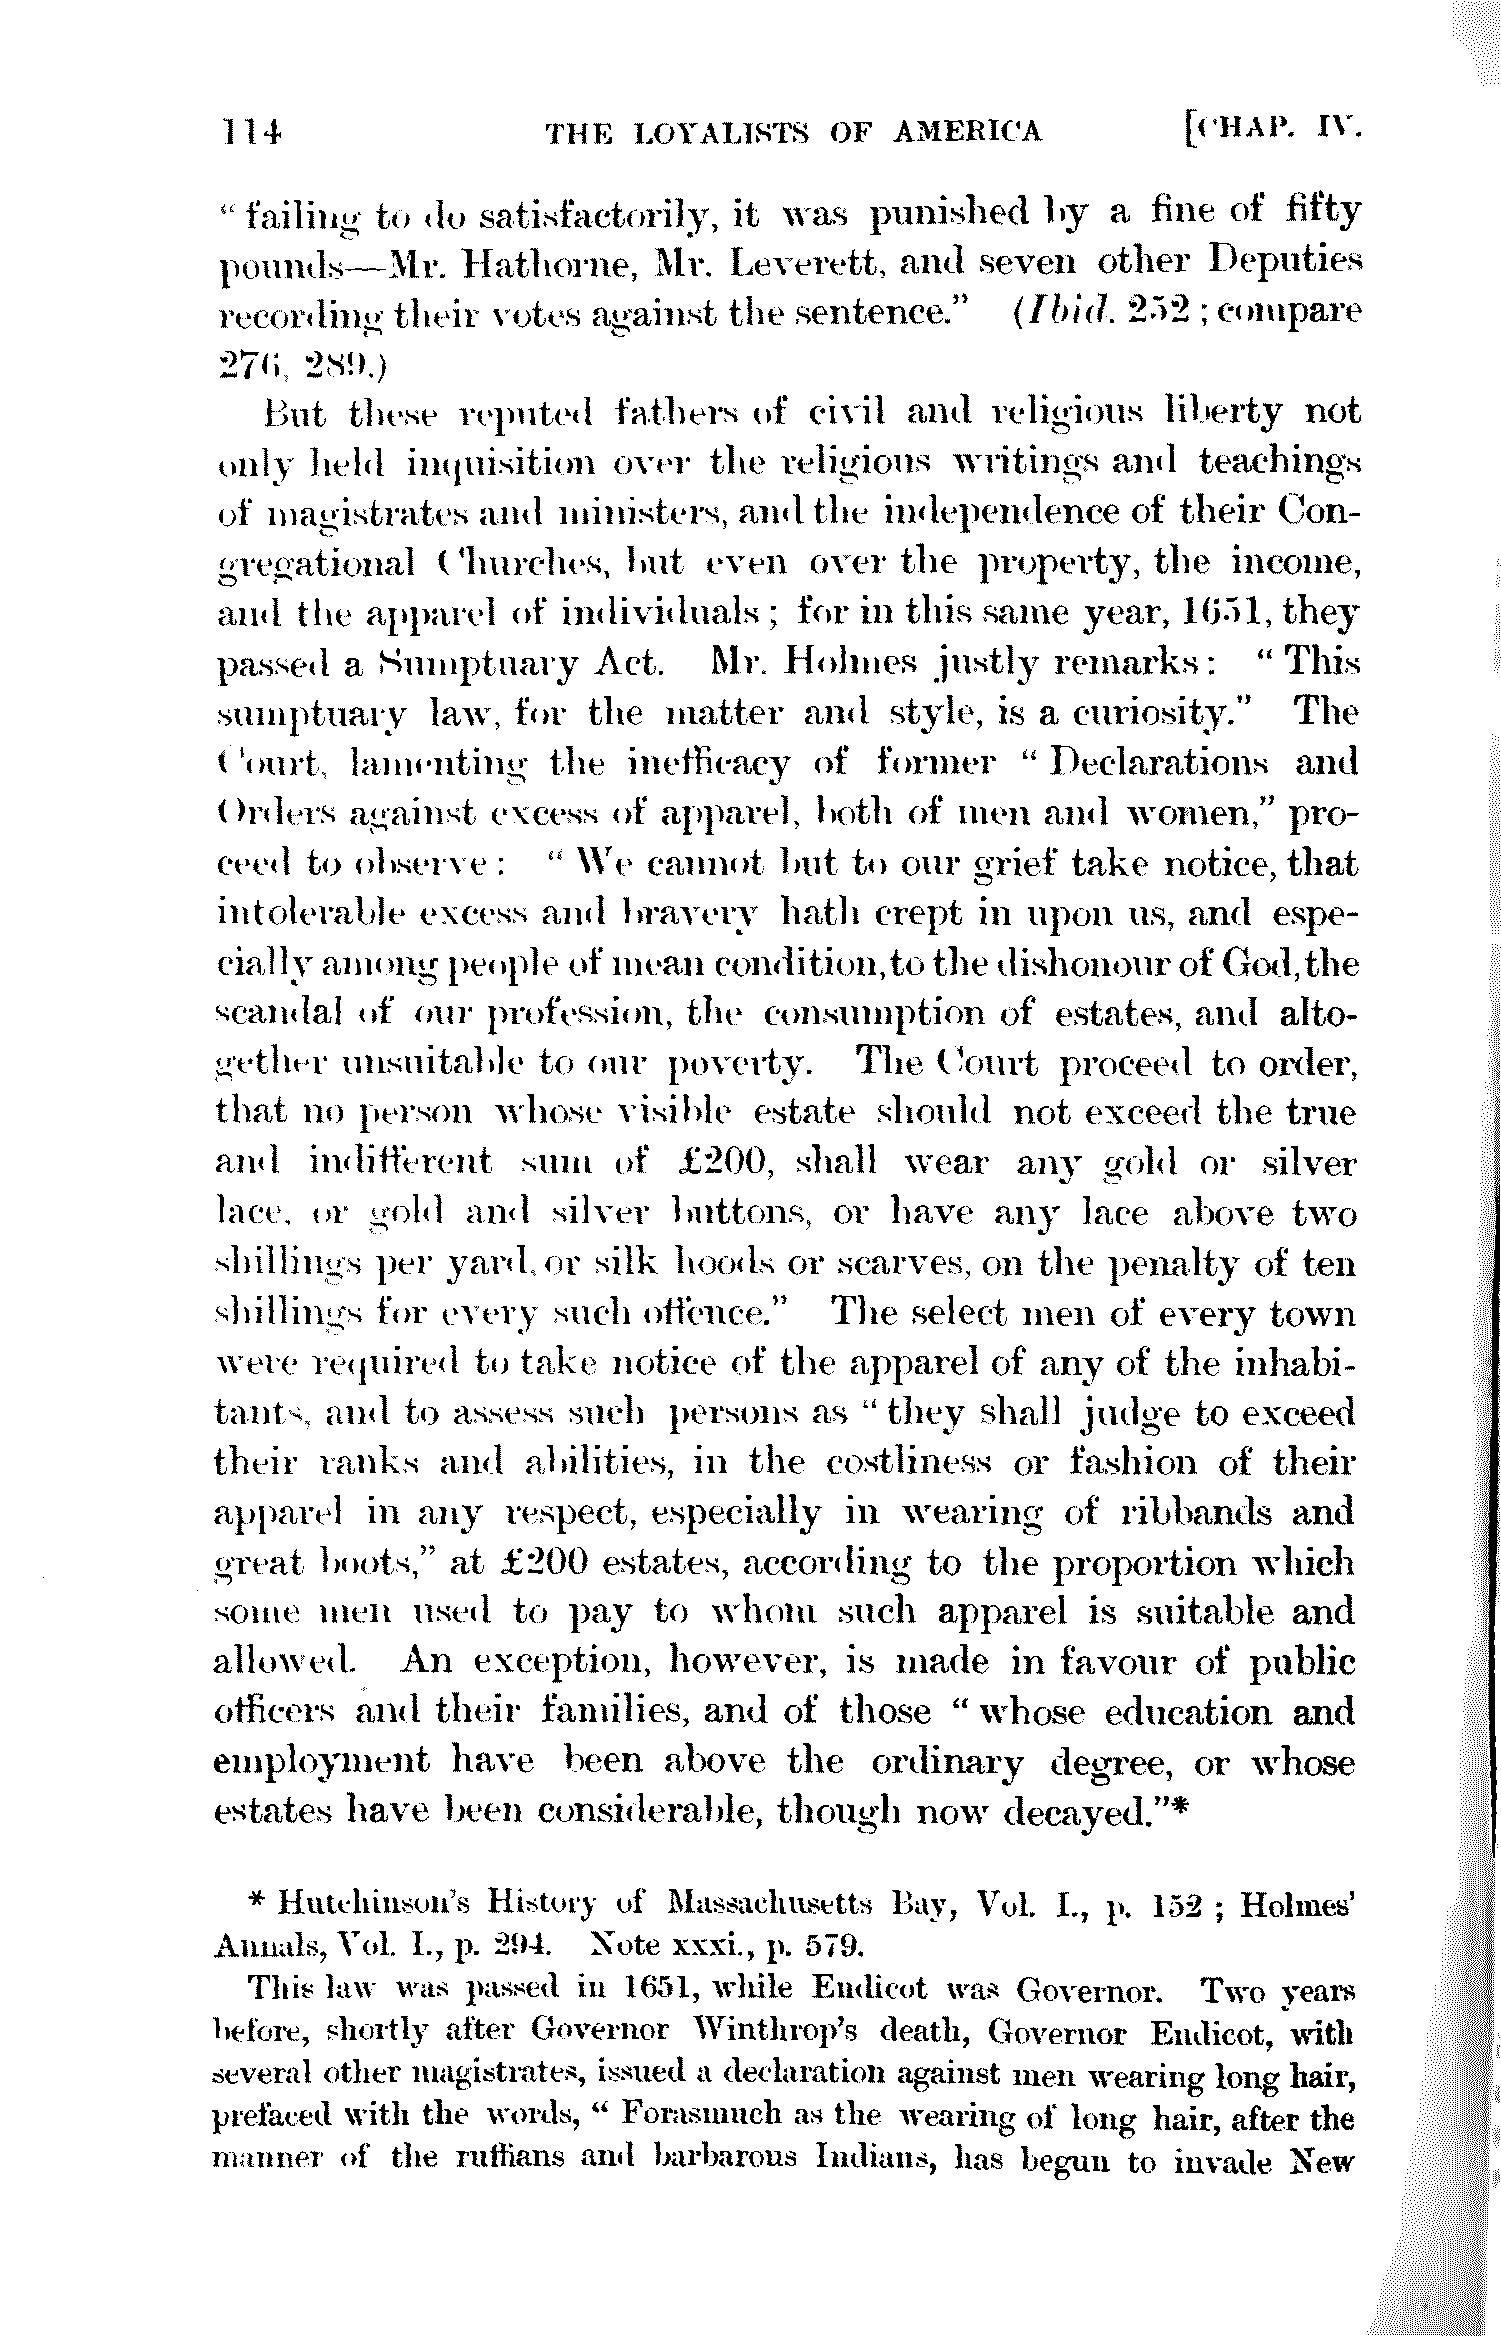 114 THE LOYALISTS OF AMERICA [CHAP. IV.
“ failing to do satisfactorily, it was punished by a fine of fifty
pounds—Mr. Hathorne, Mr. Leverett, and seven other Deputies
recording their votes against the sentence.” (Ibid. 252 ; compare
276, 289.)
But these reputed fathers of civil and religious liberty not
only held inquisition over the religious writings and teachings
of magistrates and ministers, and the independence of their Con-
gregational Churches, but even over the property, the income,
and the apparel of individuals ; for in this same year, 1651, they
passed a Sumptuary Act. Mr. Holmes justly remarks : “ This
sumptuary law, for the matter and style, is a curiosity.” The
Court, lamenting the inefficacy of former “ Declarations and
Orders against excess of apparel, both of men and women,” pro-
ceed to observe : “ We cannot but to our grief take notice, that
intolerable excess and bravery hath crept in upon us, and espe-
cially among people of mean condition, to the dishonour of God, the
scandal of our profession, the consumption of estates, and alto-
gether unsuitable to our poverty. The Court proceed to order,
that no person whose visible estate should not exceed the true
and indifferent sum of £200, shall wear any gold or silver
lace, or gold and silver buttons, or have any lace above two
shillings per yard, or silk hoods or scarves, on the penalty of ten
shillings for every such offence.” The select men of every town
were required to take notice of the apparel of any of the inhabi-
tants, and to assess such persons as “ they shall judge to exceed
their ranks and abilities, in the costliness or fashion of their
apparel in any respect, especially in wearing of ribbands and
great boots,” at £200 estates, according to the proportion which
some men used to pay to whom such apparel is suitable and
allowed. An exception, however, is made in favour of public
officers and their families, and of those “ whose education and
employment have been above the ordinary degree, or whose
estates have been considerable, though now decayed.”*
* Hutchinson’s History of Massachusetts Bay, Vol. I., p. 152 ; Holmes’
Annals, Vol. I., p. 294. Note xxxi., p. 579.
This law was passed in 1651, while Endicot was Governor. Two years
before, shortly after Governor Winthrop’s death, Governor Endicot, with
several other magistrates, issued a declaration against men wearing long hair,
prefaced with the words, “ Forasmuch as the wearing of long hair, after the
manner of the ruffians and barbarous Indians, has begun to invade New